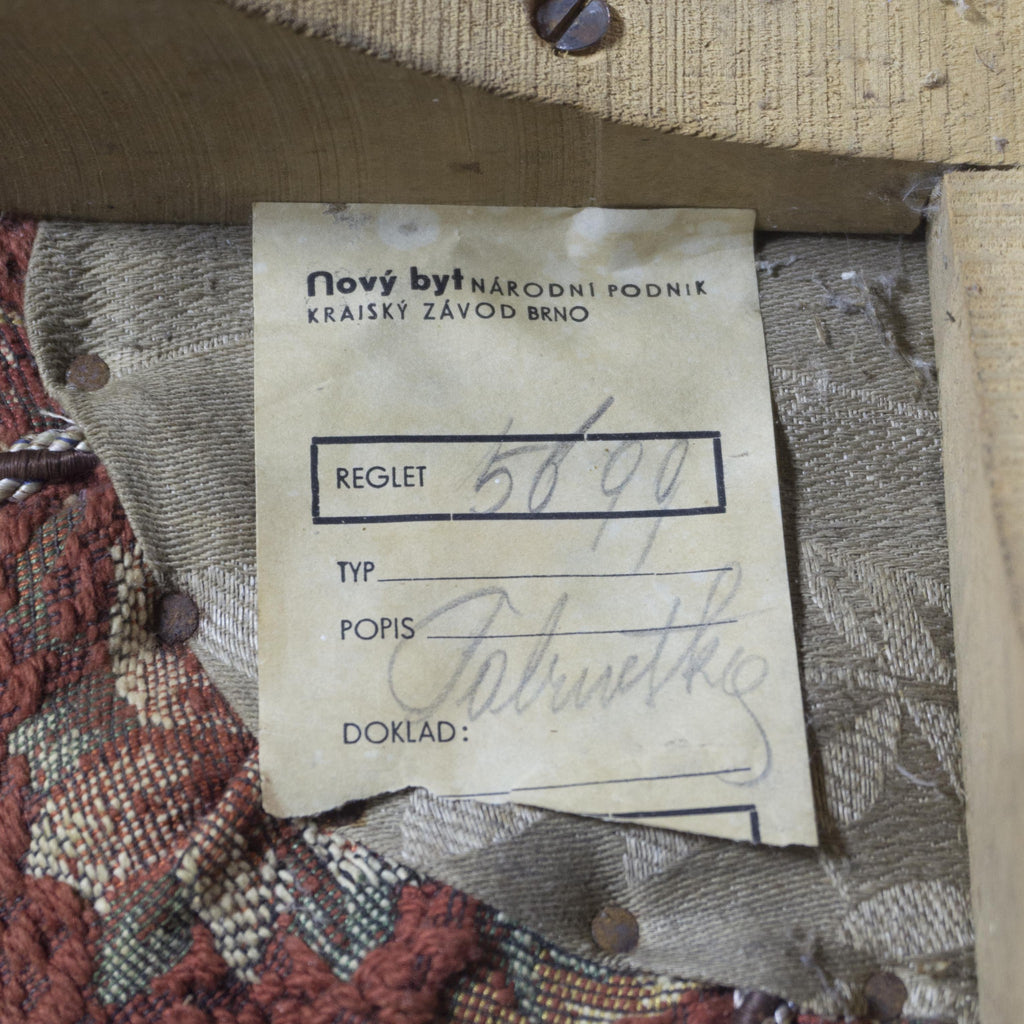 Nový byt NÁRODNÍ PODNIK
KRAJSKÝ ZÁVOD BRNO
REGLET 5699
TYP
POPIS
DOKLAD: